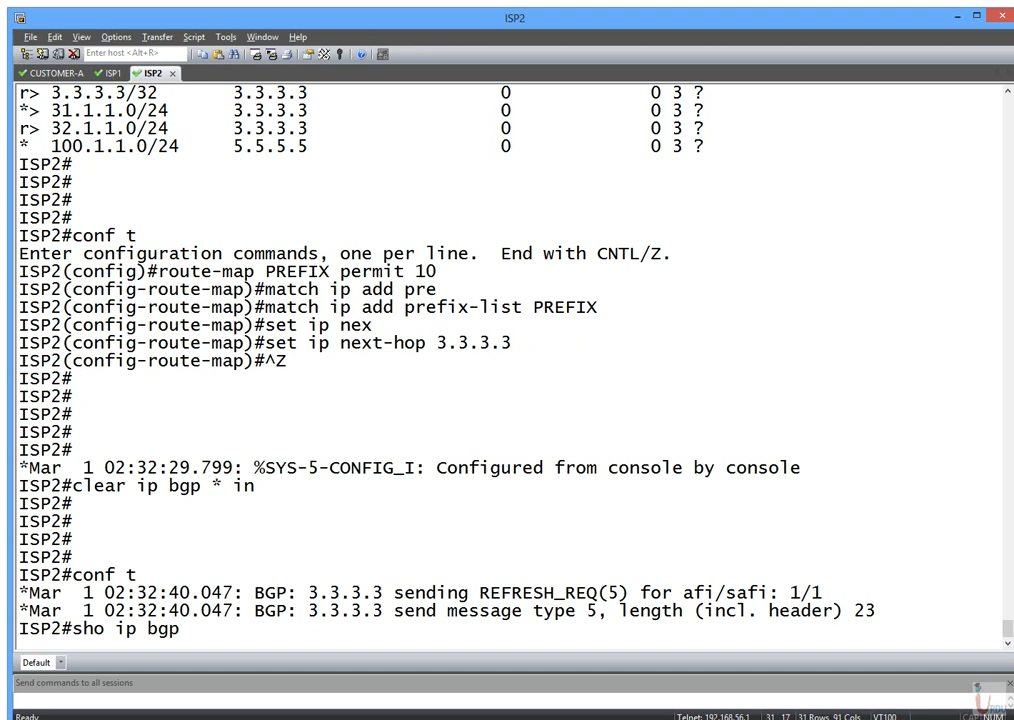 ISP2
File Edit View Options Transfer Script Tools Window Help
Enter host <Alt+R>
CUSTOMER-A ISP1 ISP2
r> 3.3.3.3/32 3.3.3.3 0 0 3 ?
*> 31.1.1.0/24 3.3.3.3 0 0 3 ?
r> 32.1.1.0/24 3.3.3.3 0 0 3 ?
* 100.1.1.0/24 5.5.5.5 0 0 3 ?
ISP2#
ISP2#
ISP2#
ISP2#
ISP2#conf t
Enter configuration commands, one per line. End with CNTL/Z.
ISP2(config)#route-map PREFIX permit 10
ISP2(config-route-map)#match ip add pre
ISP2(config-route-map)#match ip add prefix-list PREFIX
ISP2(config-route-map)#set ip nex
ISP2(config-route-map)#set ip next-hop 3.3.3.3
ISP2(config-route-map)#^Z
ISP2#
ISP2#
ISP2#
ISP2#
ISP2#
*Mar 1 02:32:29.799: %SYS-5-CONFIG_I: Configured from console by console
ISP2#clear ip bgp * in
ISP2#
ISP2#
ISP2#
ISP2#
ISP2#conf t
*Mar 1 02:32:40.047: BGP: 3.3.3.3 sending REFRESH_REQ(5) for afi/safi: 1/1
*Mar 1 02:32:40.047: BGP: 3.3.3.3 send message type 5, length (incl. header) 23
ISP2#sho ip bgp
Default
Send commands to all sessions
Ready Telnet: 192.168.56.1 31, 17 31 Rows, 91 Cols VT100 CAP NUM